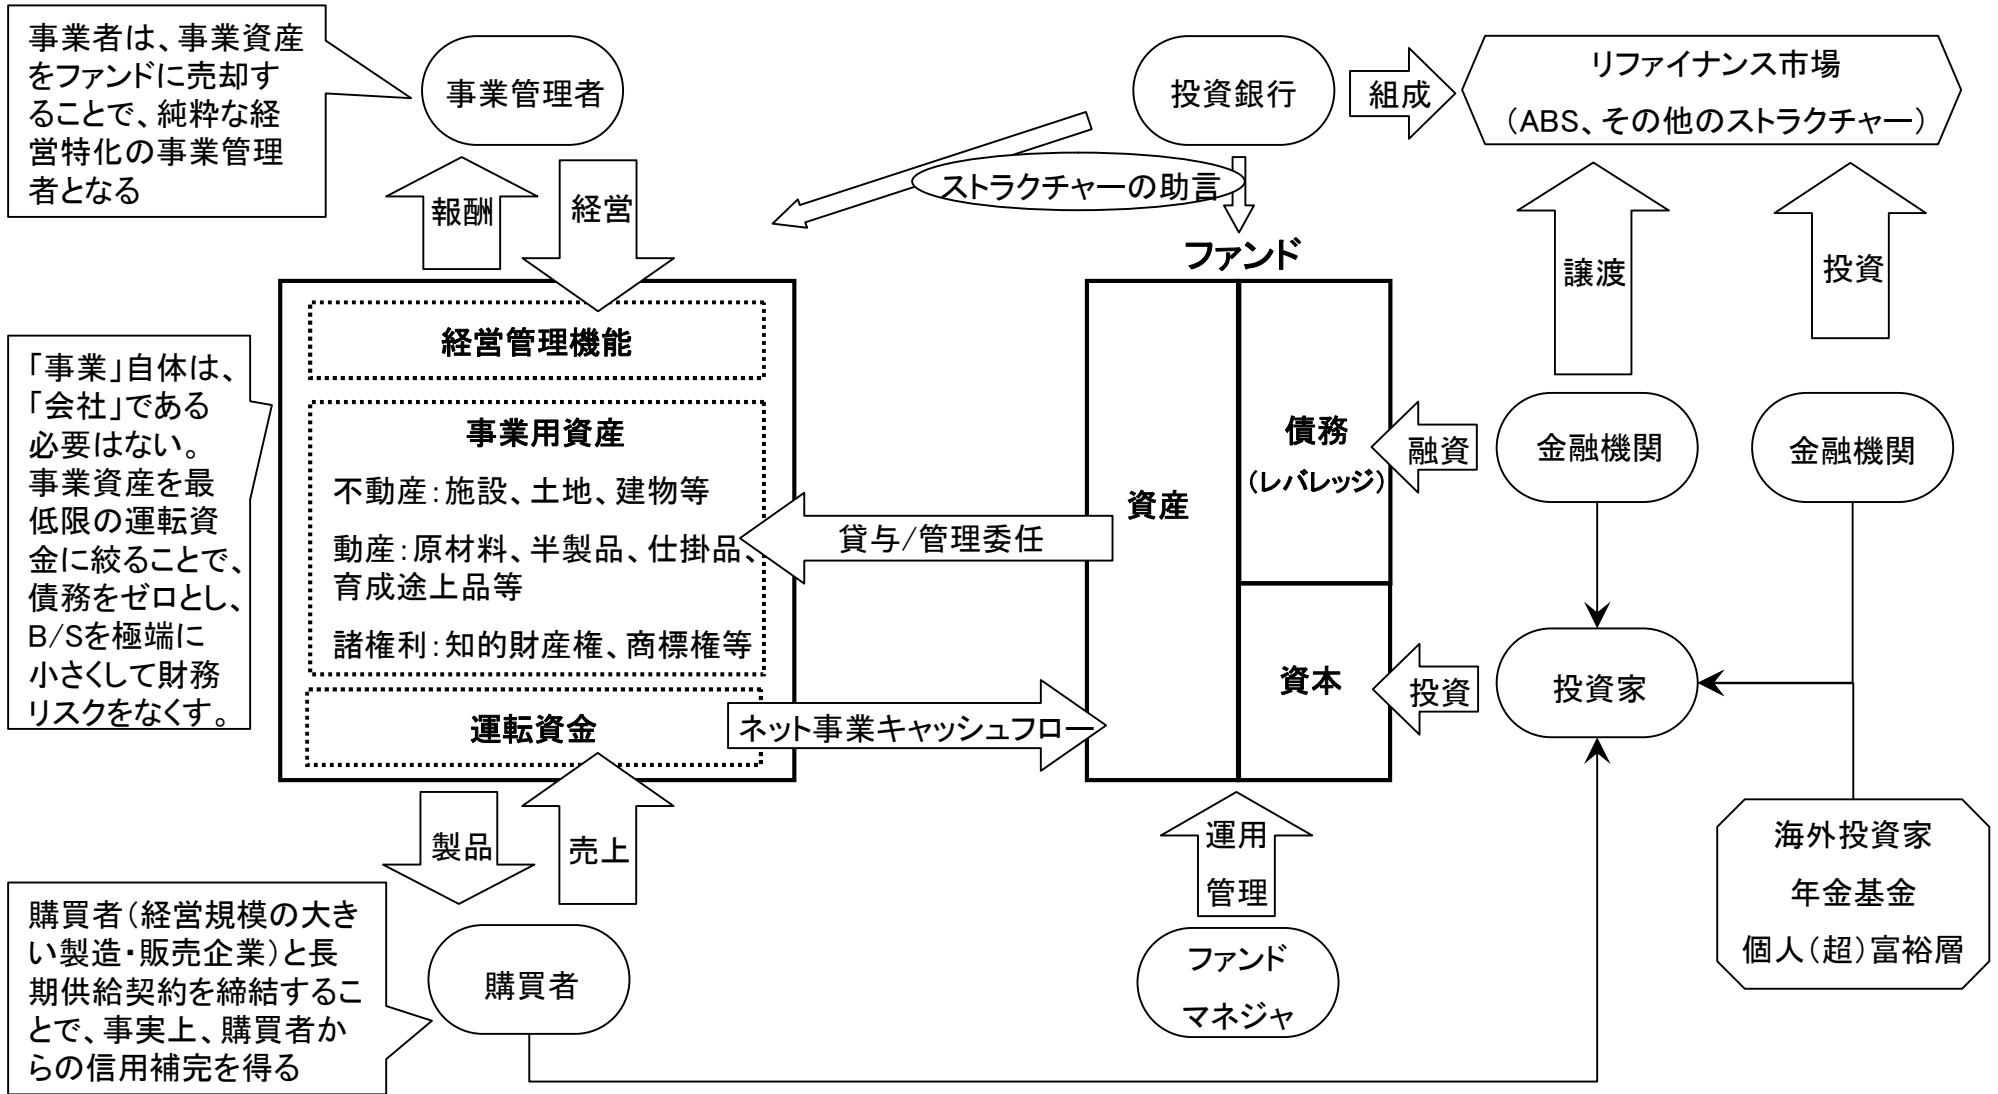 事業者は、事業資産
をファンドに売却す
ることで、純粋な経
営特化の事業管理
者となる
事業管理者
投資銀行
組成
リファイナンス市場
（ABS、その他のストラクチャー）
報酬
経営
ストラクチャーの助言
譲渡
投資
ファンド
「事業」自体は、
「会社」である
必要はない。
事業資産を最
低限の運転資
金に絞ることで、
債務をゼロとし、
B/Sを極端に
小さくして財務
リスクをなくす。
経営管理機能
事業用資産
不動産：施設、土地、建物等
動産：原材料、半製品、仕掛品、
育成途上品等
諸権利：知的財産権、商標権等
運転資金
貸与/管理委任
ネット事業キャッシュフロー
資産
債務
（レバレッジ）
資本
融資
投資
金融機関
金融機関
投資家
製品
売上
運用
管理
海外投資家
年金基金
個人（超）富裕層
購買者（経営規模の大き
い製造・販売企業）と長
期供給契約を締結するこ
とで、事実上、購買者か
らの信用補完を得る
購買者
ファンド
マネジャ